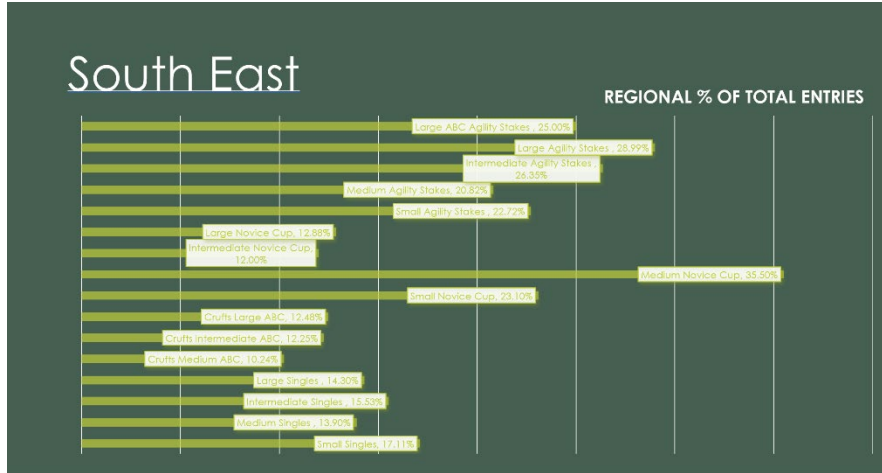 South East
REGIONAL % OF TOTAL ENTRIES
Large ABC Agility Stakes , 25.00%
Large Agility Stakes , 28.99%
Intermediate Agility Stakes ,
26.35%
Medium Agility Stakes , 20.82%
Small Agility Stakes , 22.72%
Large Novice Cup, 12.88%
Intermediate Novice Cup,
12.00%
Medium Novice Cup, 35.50%
Small Novice Cup, 23.10%
Crufts Large ABC, 12.48%
Crufts Intermediate ABC, 12.25%
Crufts Medium ABC, 10.24%
Large Singles , 14.30%
Intermediate Singles , 15.53%
Medium Singles , 13.90%
Small Singles, 17.11%